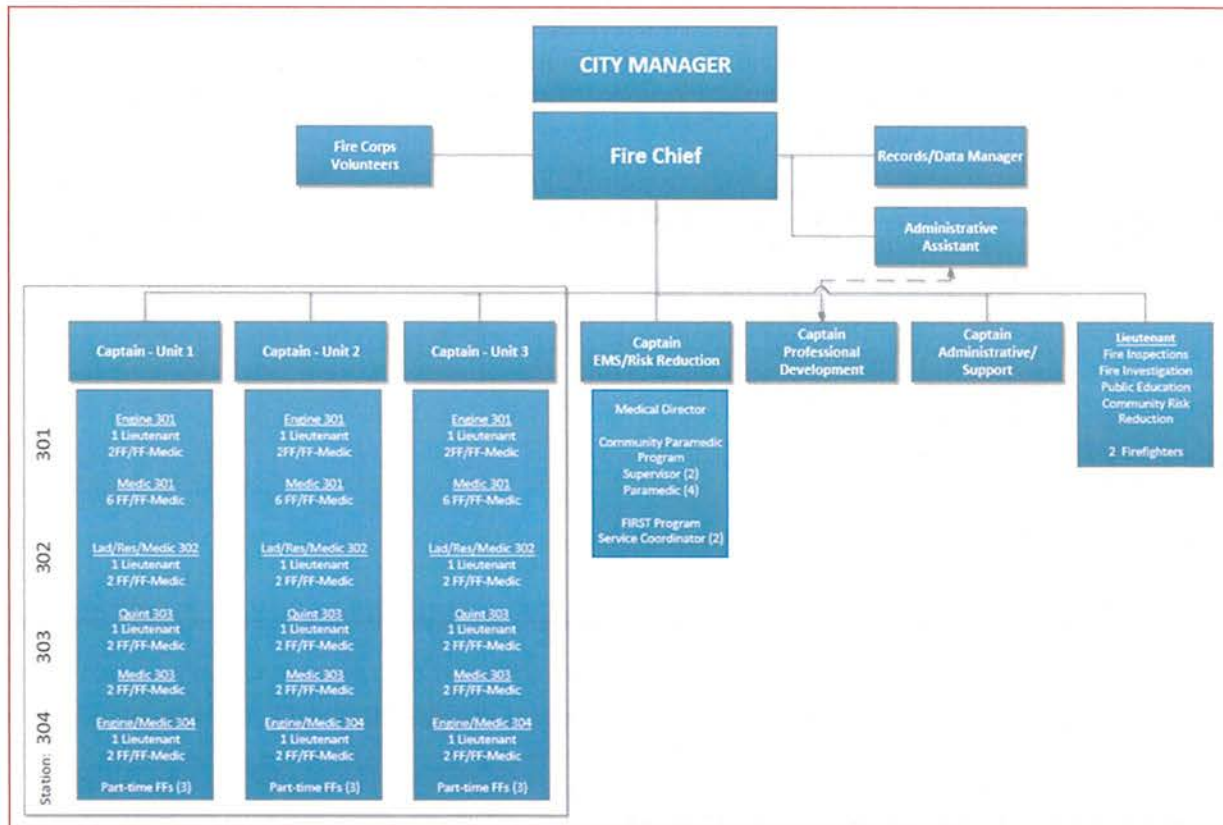 CITY MANAGER
Fire Chief
Fire Corps
Volunteers
Records/Data Manager
Administrative
Assistant
Captain - Unit 1
Captain - Unit 2
Captain - Unit 3
Captain
EMS/Risk Reduction
Captain
Professional
Development
Captain
Administrative/
Support
Lieutenant
Fire Inspections
Fire Investigation
Public Education
Community Risk
Reduction
2 Firefighters
Station: 304 303 302 301
Engine 301
1 Lieutenant
2FF/FF-Medic
Medic 301
6 FF/FF-Medic
Lad/Res/Medic 302
1 Lieutenant
2 FF/FF-Medic
Quint 303
1 Lieutenant
2 FF/FF-Medic
Medic 303
2 FF/FF-Medic
Engine/Medic 304
1 Lieutenant
2 FF/FF-Medic
Part-time FFs (3)
Engine 301
1 Lieutenant
2FF/FF-Medic
Medic 301
6 FF/FF-Medic
Lad/Res/Medic 302
1 Lieutenant
2 FF/FF-Medic
Quint 303
1 Lieutenant
2 FF/FF-Medic
Medic 303
2 FF/FF-Medic
Engine/Medic 304
1 Lieutenant
2 FF/FF-Medic
Part-time FFs (3)
Engine 301
1 Lieutenant
2FF/FF-Medic
Medic 301
6 FF/FF-Medic
Lad/Res/Medic 302
1 Lieutenant
2 FF/FF-Medic
Quint 303
1 Lieutenant
2 FF/FF-Medic
Medic 303
2 FF/FF-Medic
Engine/Medic 304
1 Lieutenant
2 FF/FF-Medic
Part-time FFs (3)
Medical Director
Community Paramedic
Program
Supervisor (2)
Paramedic (4)
FIRST Program
Service Coordinator (2)